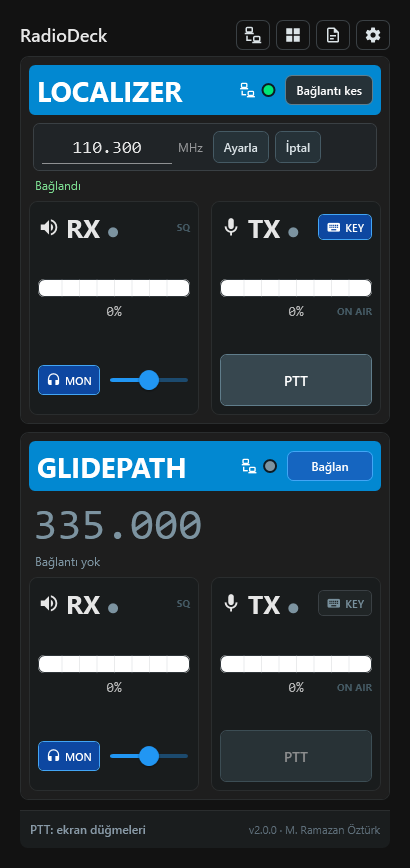 RadioDeck
LOCALIZER
Bağlantı kes
110.300 MHz Ayarla İptal
Bağlandı
RX SQ
TX KEY
0%
0% ON AIR
MON
PTT
GLIDEPATH
Bağlan
335.000
Bağlantı yok
RX SQ
TX KEY
0%
0% ON AIR
MON
PTT
PTT: ekran düğmeleri
v2.0.0 · M. Ramazan Öztürk